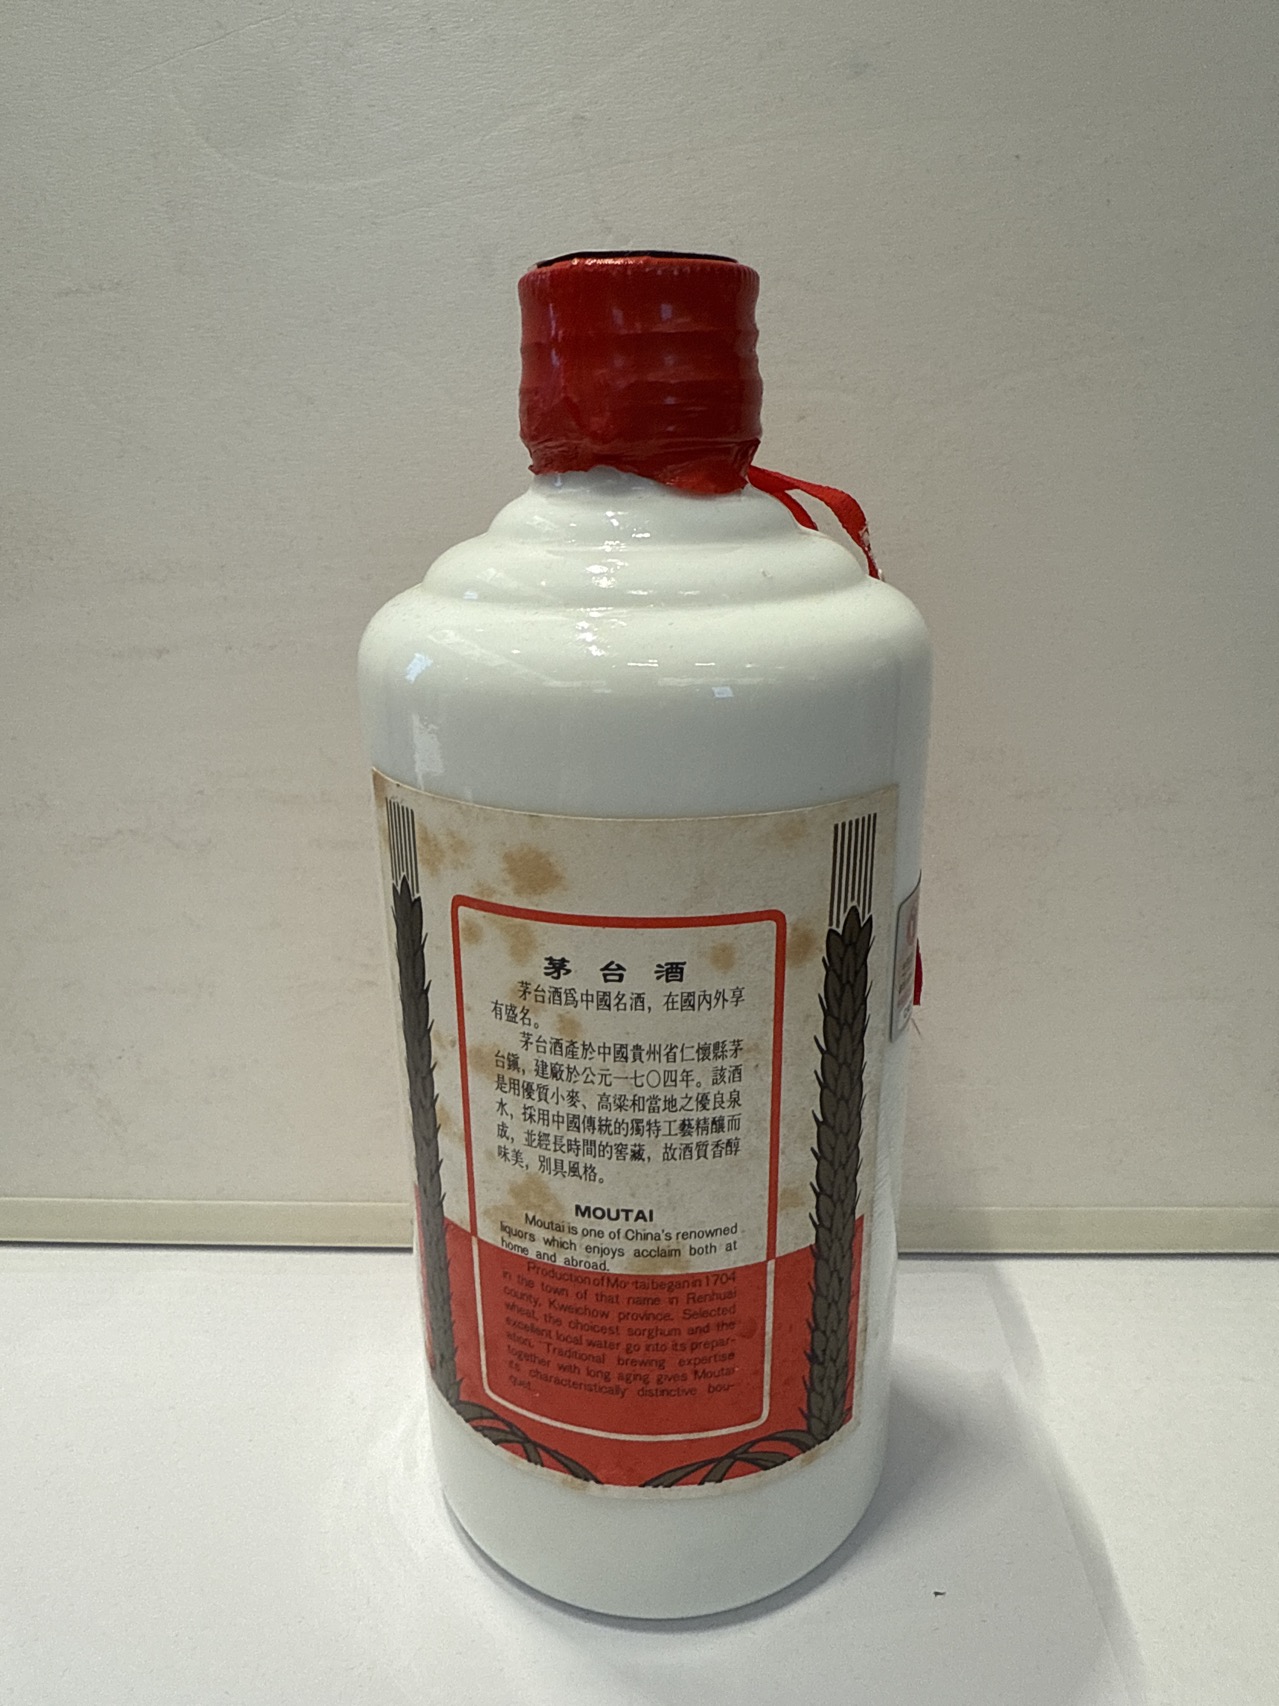 茅台酒
茅台酒爲中國名酒，在國內外享
有盛名。
茅台酒產於中國貴州省仁懷縣茅
台鎭，建廠於公元一七〇四年。該酒
是用優質小麥、高粱和當地之優良泉
水，採用中國傳統的獨特工藝精釀而
成，並經長時間的窖藏，故酒質香醇
味美，別具風格。
MOUTAI
Moutai is one of China's renowned
liquors which enjoys acclaim both at
home and abroad.
Production of Moutai began in 1704
in the town of that name in Renhuai
county, Kweichow province. Selected
wheat, the choicest sorghum and the
excellent local water go into its prepar-
ation. Traditional brewing expertise
together with long aging gives Moutai
its characteristically distinctive bou-
quet.